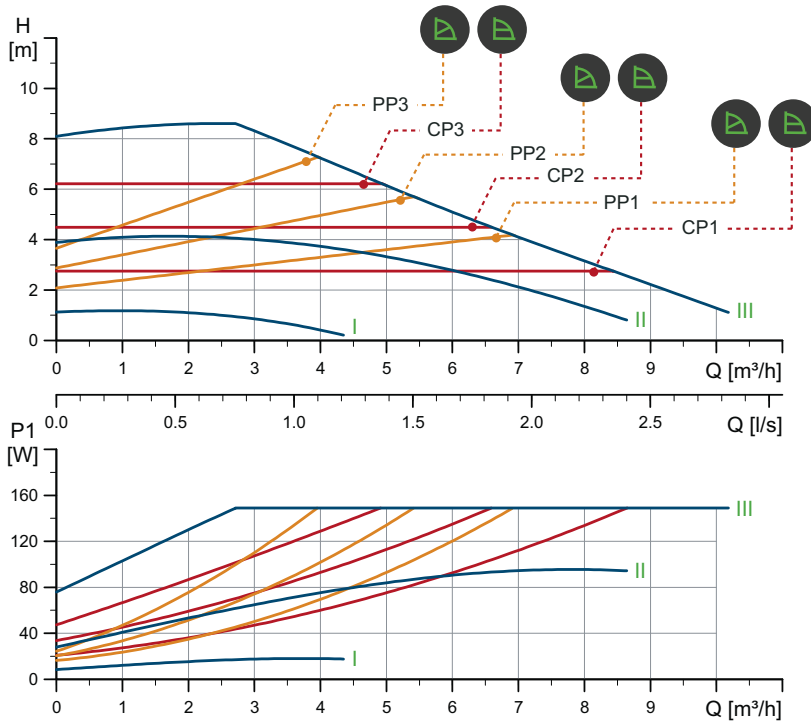 H
[m]
10
8
6
4
2
0
PP3
CP3
PP2
CP2
PP1
CP1
I
II
III
0 1 2 3 4 5 6 7 8 9 Q [m³/h]
0.0 0.5 1.0 1.5 2.0 2.5 Q [l/s]
P1
[W]
160
120
80
40
0
III
II
I
0 1 2 3 4 5 6 7 8 9 Q [m³/h]